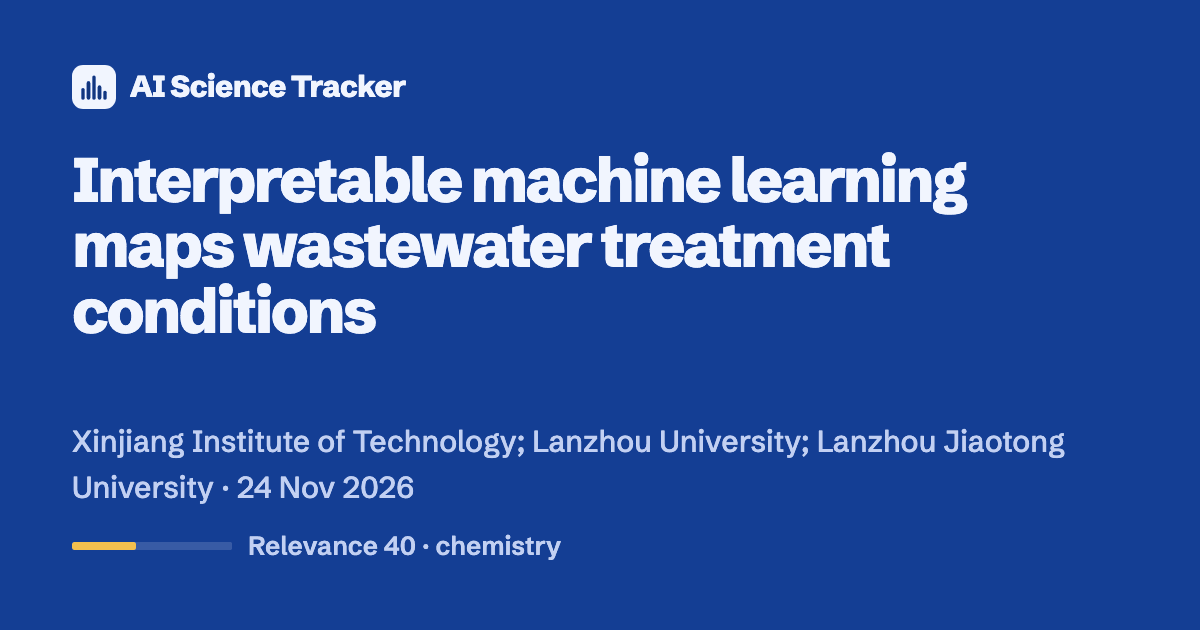 AI Science Tracker
Interpretable machine learning
maps wastewater treatment
conditions
Xinjiang Institute of Technology; Lanzhou University; Lanzhou Jiaotong
University · 24 Nov 2026
Relevance 40 · chemistry